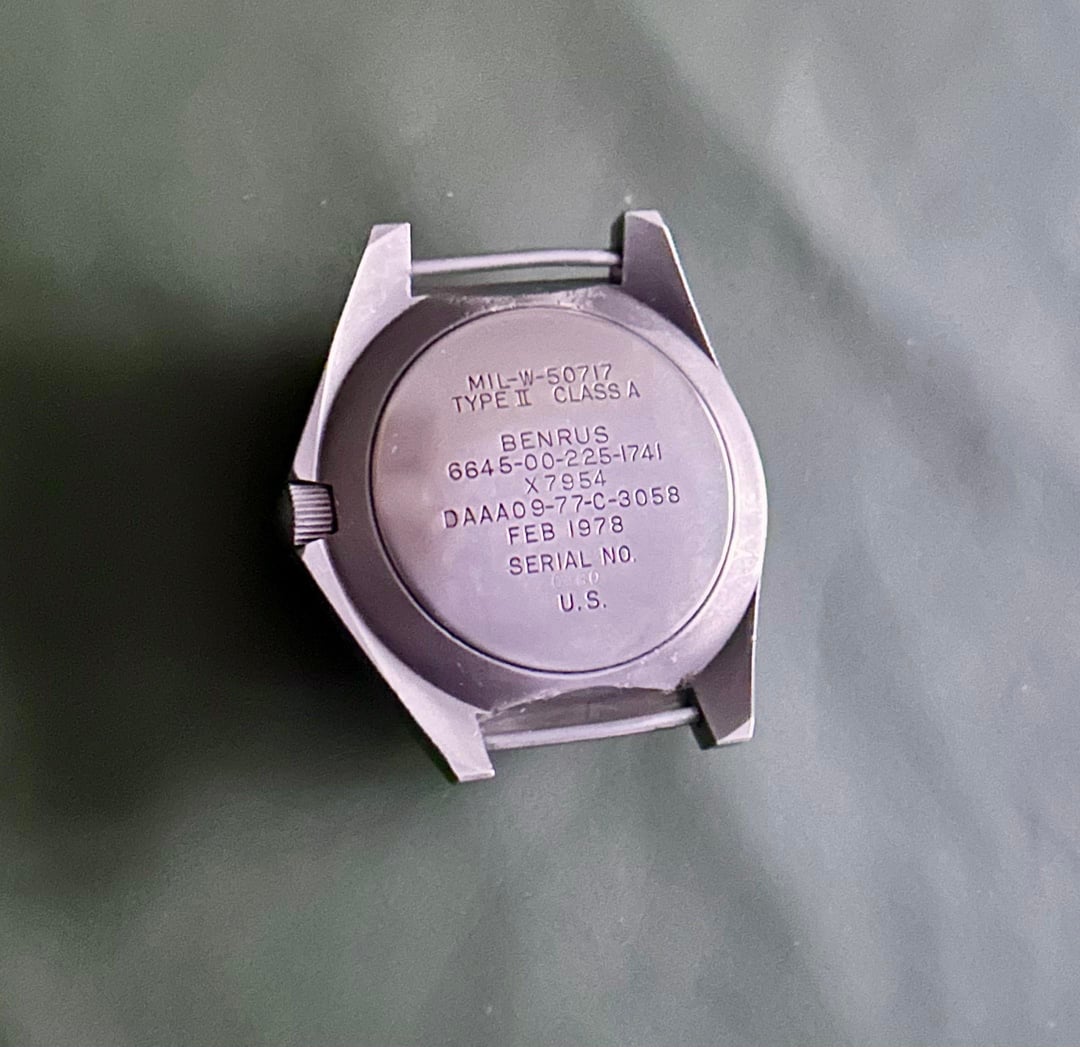 MIL-W-50717
TYPE II CLASS A
BENRUS
6645-00-225-1741
X7954
DAAA09-77-C-3058
FEB 1978
SERIAL NO.
U.S.